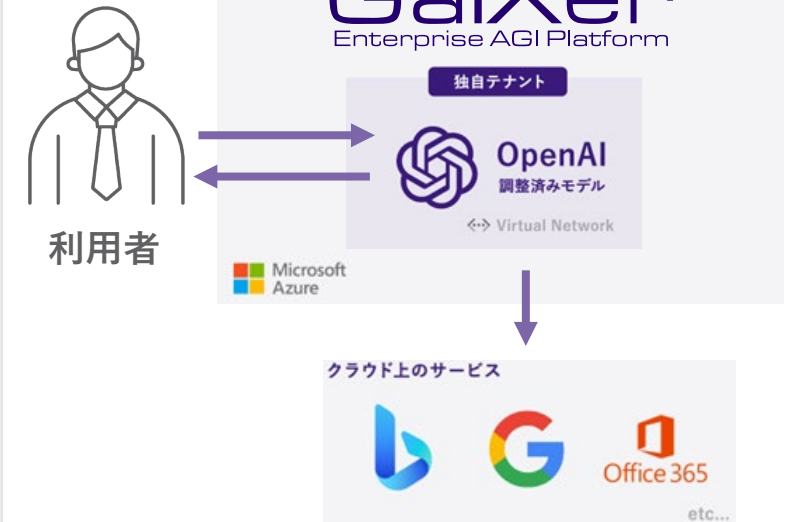 GaiXer
Enterprise AGI Platform
独自テナント
OpenAI
調整済みモデル
Virtual Network
利用者
Microsoft
Azure
クラウド上のサービス
Office 365
etc...